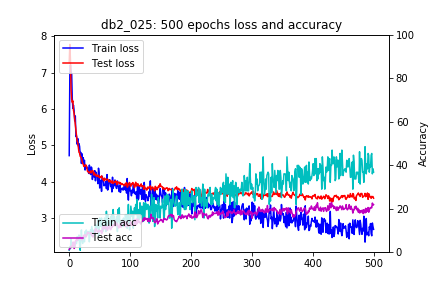 db2_025: 500 epochs loss and accuracy
Train loss
Test loss
Train acc
Test acc
Loss
Accuracy
8
7
6
5
4
3
100
80
60
40
20
0
0
100
200
300
400
500